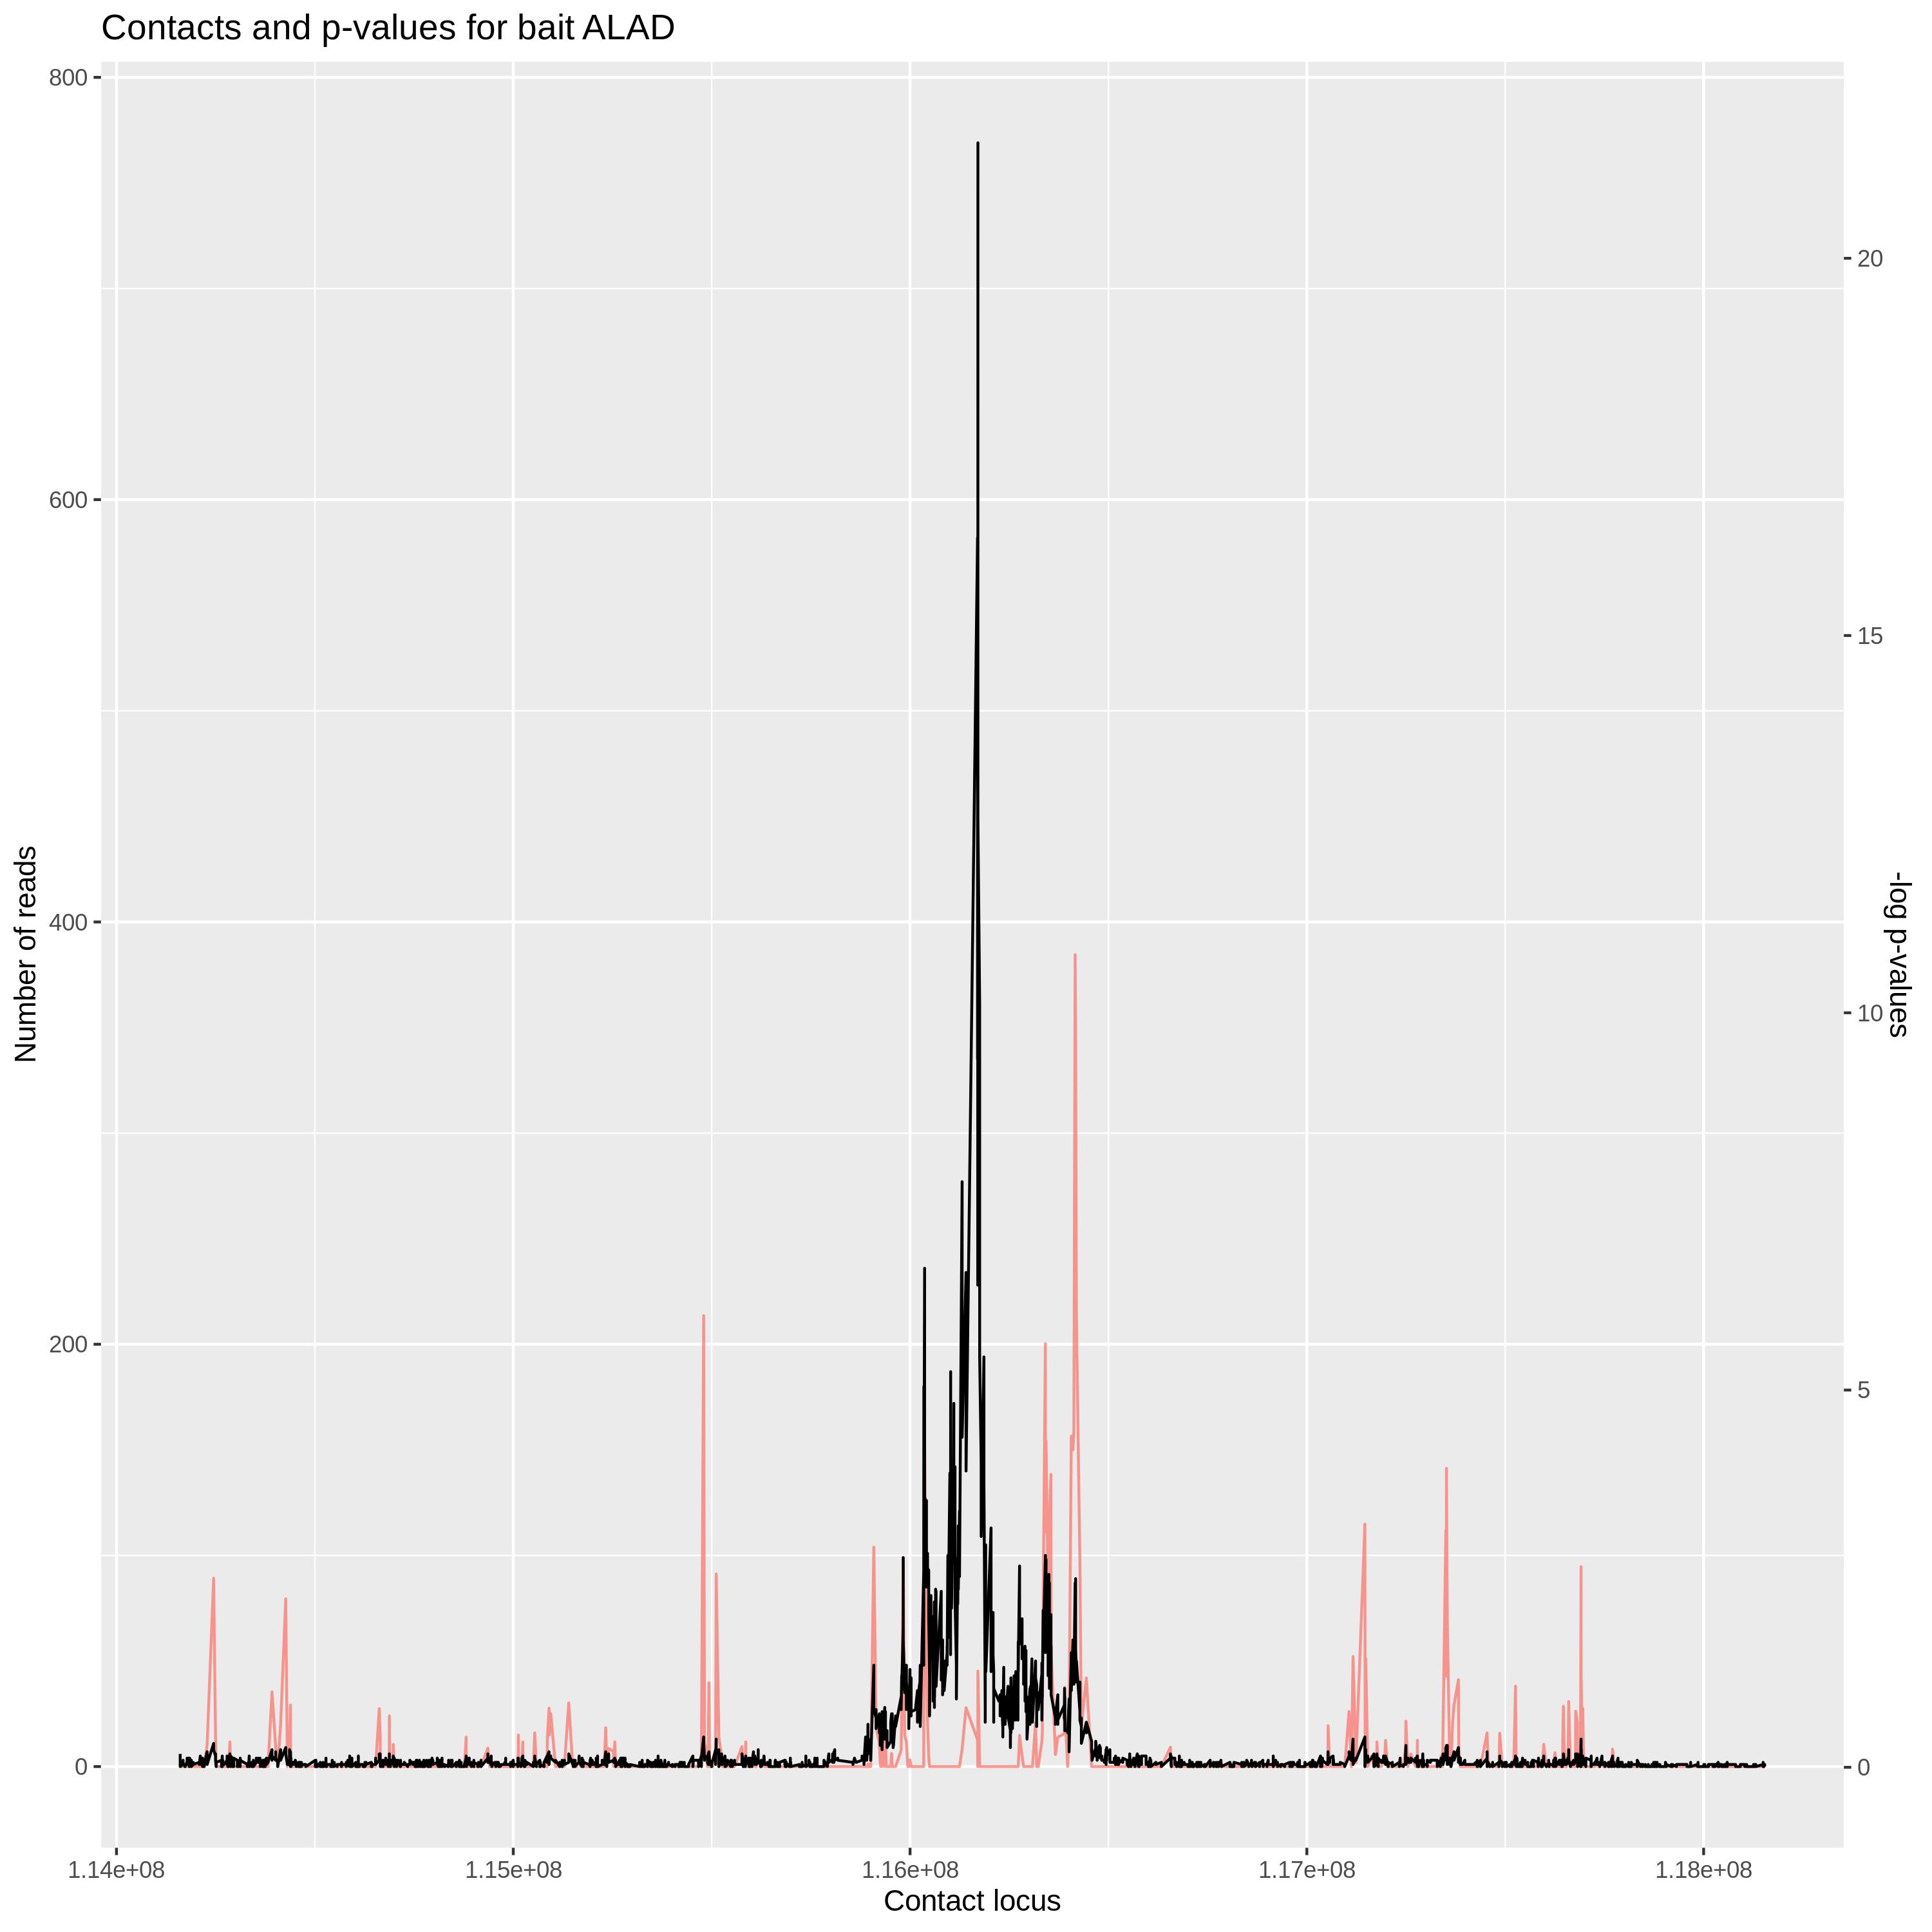 Contacts and p-values for bait ALAD
800
600
400
200
0
Number of reads
20
15
10
5
0
-log p-values
1.14e+08
1.15e+08
1.16e+08
1.17e+08
1.18e+08
Contact locus